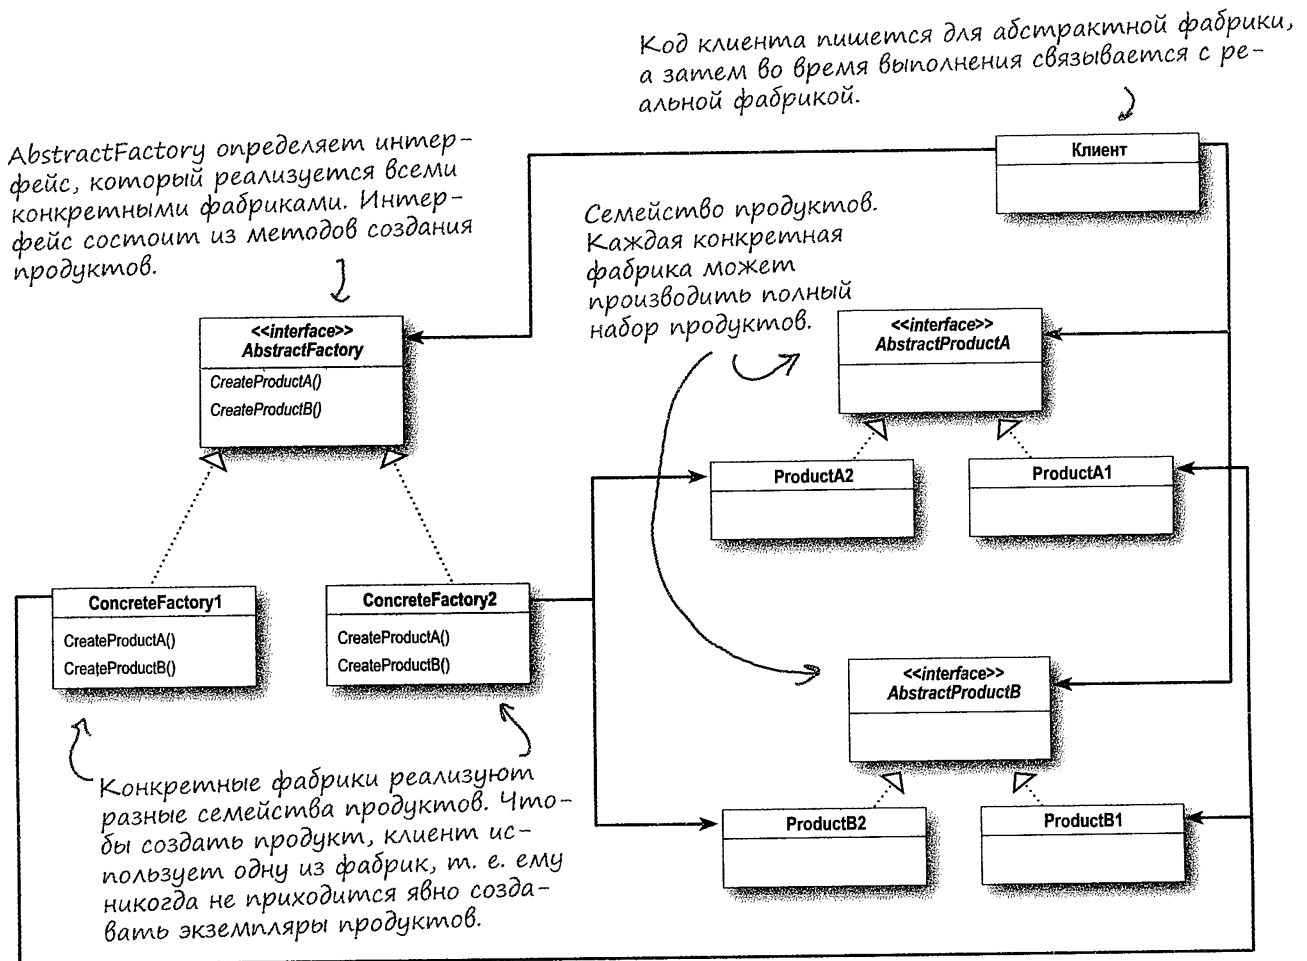 Код клиента пишется для абстрактной фабрики,
а затем во время выполнения связывается с ре-
альной фабрикой.
AbstractFactory определяет интер-
фейс, который реализуется всеми
конкретными фабриками. Интер-
фейс состоит из методов создания
продуктов.
Клиент
Семейство продуктов.
Каждая конкретная
фабрика может
производить полный
набор продуктов.
<<interface>>
AbstractFactory
CreateProductA()
CreateProductB()
<<interface>>
AbstractProductA
ProductA2
ProductA1
ConcreteFactory1
CreateProductA()
CreateProductB()
ConcreteFactory2
CreateProductA()
CreateProductB()
<<interface>>
AbstractProductB
ProductB2
ProductB1
Конкретные фабрики реализуют
разные семейства продуктов. Что-
бы создать продукт, клиент ис-
пользует одну из фабрик, т. е. ему
никогда не приходится явно созда-
вать экземпляры продуктов.